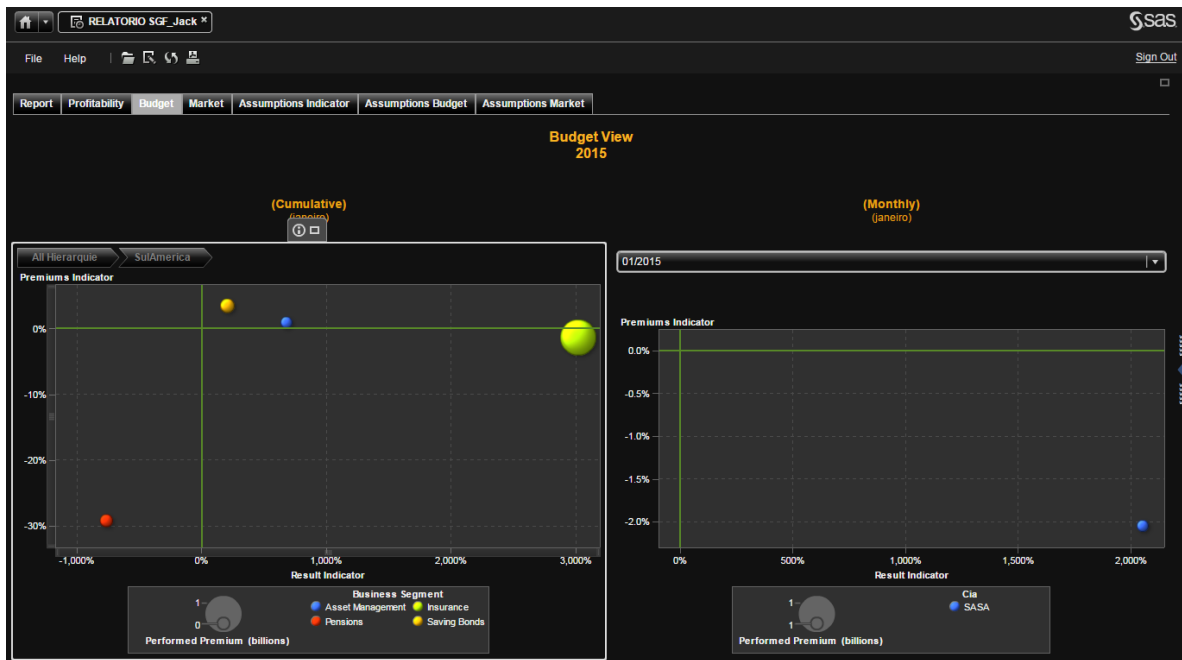 RELATORIO SGF_Jack ×
sas
File Help
Sign Out
Report Profitability Budget Market Assumptions Indicator Assumptions Budget Assumptions Market
Budget View
2015
(Cumulative)
(janeiro)
(Monthly)
(janeiro)
All Hierarquie SulAmerica
Premiums Indicator
0%
-10%
-20%
-30%
-1,000% 0% 1,000% 2,000% 3,000%
Result Indicator
Business Segment
1
Asset Management Insurance
0
Pensions Saving Bonds
Performed Premium (billions)
01/2015
Premiums Indicator
0.0%
-0.5%
-1.0%
-1.5%
-2.0%
0% 500% 1,000% 1,500% 2,000%
Result Indicator
Cia
1
SASA
1
Performed Premium (billions)